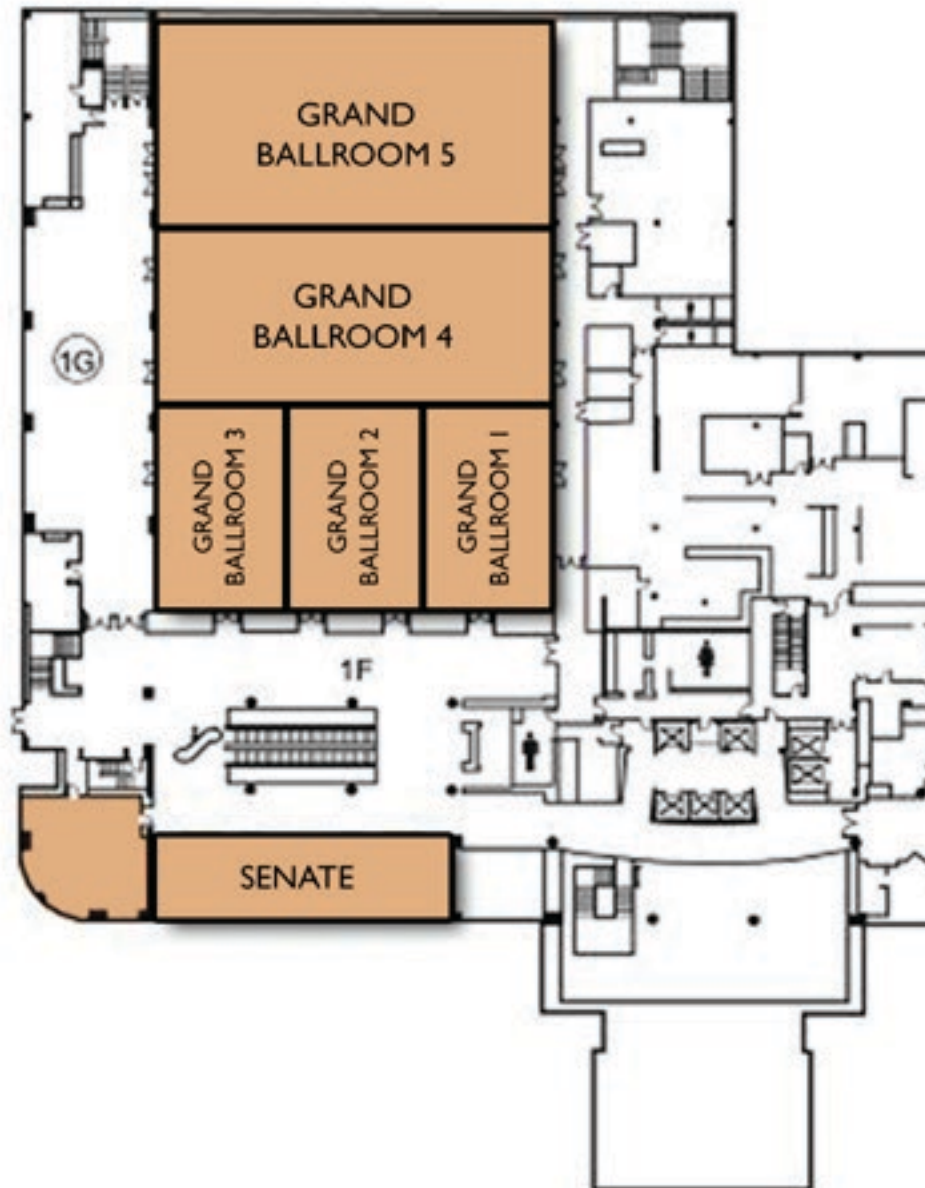 GRAND
BALLROOM 5
GRAND
BALLROOM 4
1G
GRAND
BALLROOM 3
GRAND
BALLROOM 2
GRAND
BALLROOM 1
1F
SENATE